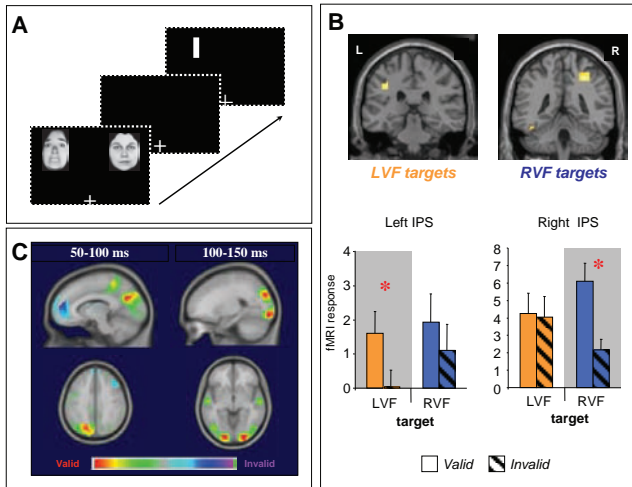 A
B
L
R
LVF targets
RVF targets
Left IPS
Right IPS
fMRI response
4
3
2
1
0
*
LVF
RVF
target
8
7
6
5
4
3
2
1
0
*
LVF
RVF
target
Valid
Invalid
C
50-100 ms
100-150 ms
Valid
Invalid